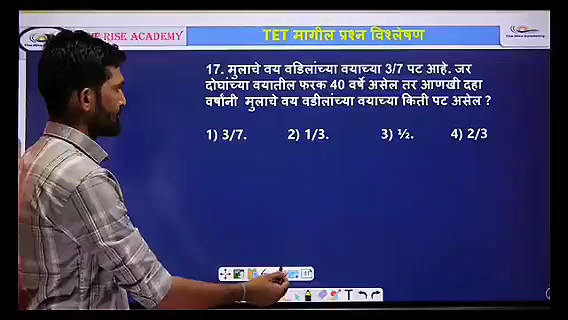 THE RISE ACADEMY
TET मागील प्रश्न विश्लेषण
17. मुलाचे वय वडिलांच्या वयाच्या 3/7 पट आहे. जर
दोघांच्या वयातील फरक 40 वर्षे असेल तर आणखी दहा
वर्षांनी मुलाचे वय वडीलांच्या वयाच्या किती पट असेल ?
1) 3/7. 2) 1/3. 3) ½. 4) 2/3